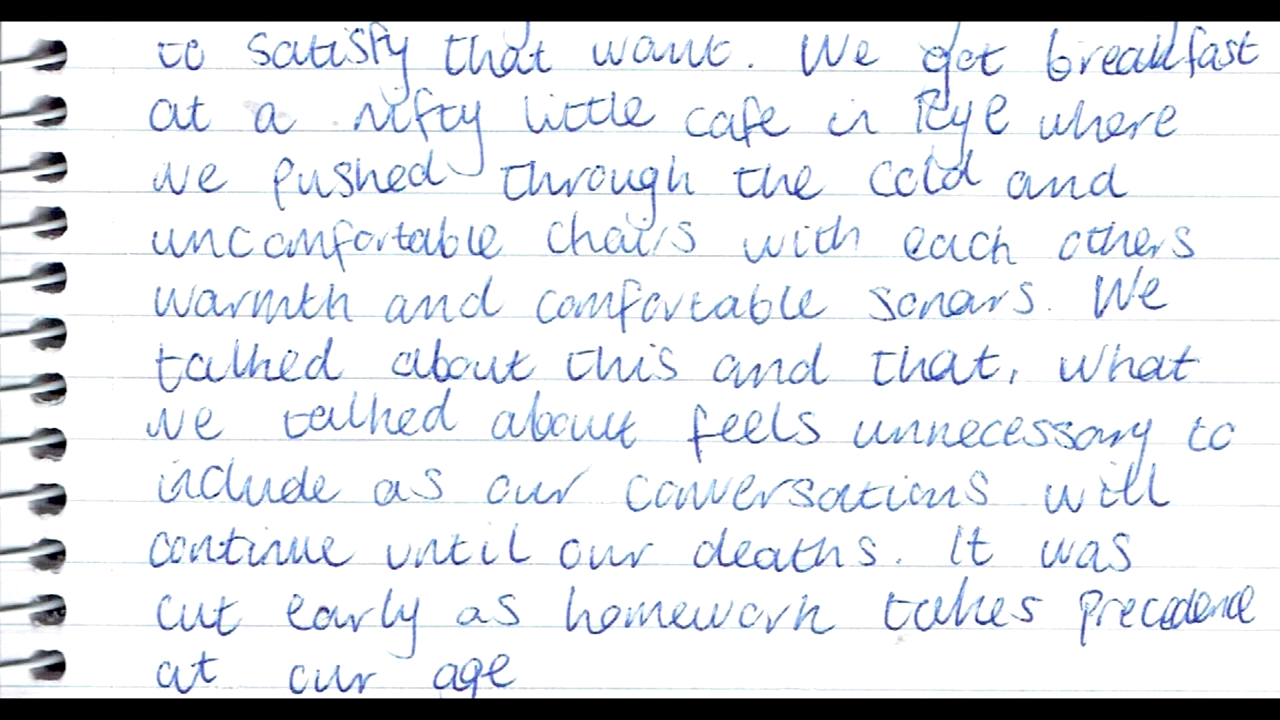 to satisfy that want. We got breakfast
at a nifty little cafe in Rye where
we pushed through the cold and
uncomfortable chairs with each others
warmth and comfortable sonars. We
talked about this and that, what
we talked about feels unnecessary to
include as our conversations will
continue until our deaths. It was
cut early as homework takes precedence
at our age